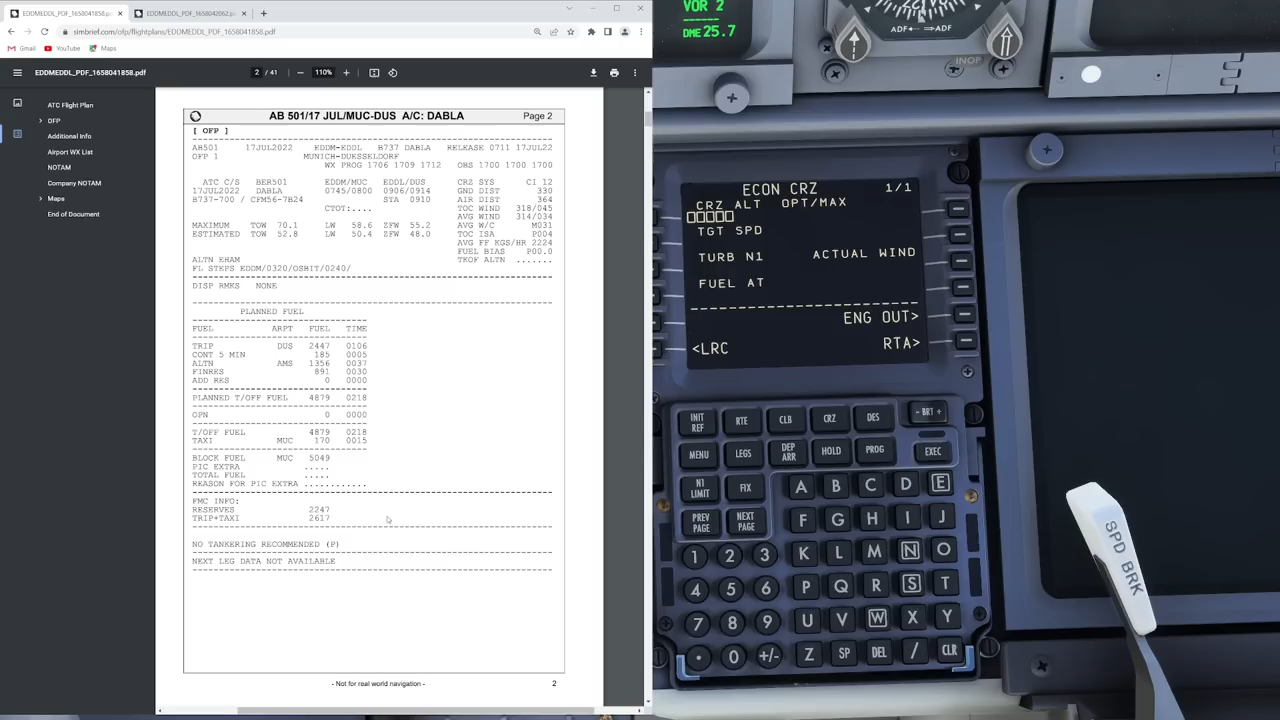 EDDMEDDL_PDF_1658041858.pdf
EDDMEDDL_PDF_1658042062.pdf
simbrief.com/ofp/flightplans/EDDMEDDL_PDF_1658041858.pdf
Gmail YouTube Maps
EDDMEDDL_PDF_1658041858.pdf 2 / 41 110%
ATC Flight Plan
OFP
Additional Info
Airport WX List
NOTAM
Company NOTAM
Maps
End of Document
AB 501/17 JUL/MUC-DUS A/C: DABLA Page 2
[ OFP ]
AB501 17JUL2022 EDDM-EDDL B737 DABLA RELEASE 0711 17JUL22
OFP 1 MUNICH-DUESSELDORF
WX PROG 1706 1709 1712 OBS 1700 1700 1700
ATC C/S BER501 EDDM/MUC EDDL/DUS CRZ SYS CI 12
17JUL2022 DABLA 0745/0800 0906/0914 GND DIST 330
B737-700 / CFM56-7B24 STA 0910 AIR DIST 364
CTOT:.... TOC WIND 318/045
AVG WIND 314/034
MAXIMUM TOW 70.1 LW 58.6 ZFW 55.2 AVG W/C M031
ESTIMATED TOW 52.8 LW 50.4 ZFW 48.0 TOC ISA P004
AVG FF KGS/HR 2224
FUEL BIAS P00.0
ALTN EHAM TKOF ALTN .......
FL STEPS EDDM/0320/OSBIT/0240/
DISP RMKS NONE
PLANNED FUEL
FUEL ARPT FUEL TIME
TRIP DUS 2447 0106
CONT 5 MIN 185 0005
ALTN AMS 1356 0037
FINRES 891 0030
ADD RES 0 0000
PLANNED T/OFF FUEL 4879 0218
OPN 0 0000
T/OFF FUEL 4879 0218
TAXI MUC 170 0015
BLOCK FUEL MUC 5049
PIC EXTRA .....
TOTAL FUEL .....
REASON FOR PIC EXTRA ............
FMC INFO:
RESERVES 2247
TRIP+TAXI 2617
NO TANKERING RECOMMENDED (P)
NEXT LEG DATA NOT AVAILABLE
- Not for real world navigation - 2
VOR 2
DME 25.7
ADF ADF
INOP
ECON CRZ 1/1
CRZ ALT OPT/MAX
TGT SPD
TURB N1 ACTUAL WIND
FUEL AT
ENG OUT>
<LRC RTA>
INIT REF RTE CLB CRZ DES - BRT +
MENU LEGS DEP ARR HOLD PROG EXEC
N1 LIMIT FIX A B C D E
PREV PAGE NEXT PAGE F G H I J
1 2 3 K L M N O
4 5 6 P Q R S T
7 8 9 U V W X Y
. 0 +/- Z SP DEL / CLR
SPD BRK